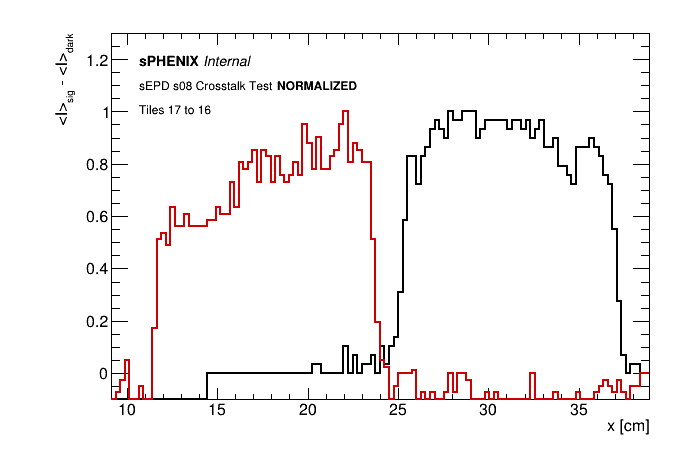 <I>sig - <I>dark
1.2
1
0.8
0.6
0.4
0.2
0
sPHENIX Internal
sEPD s08 Crosstalk Test NORMALIZED
Tiles 17 to 16
10 15 20 25 30 35
x [cm]